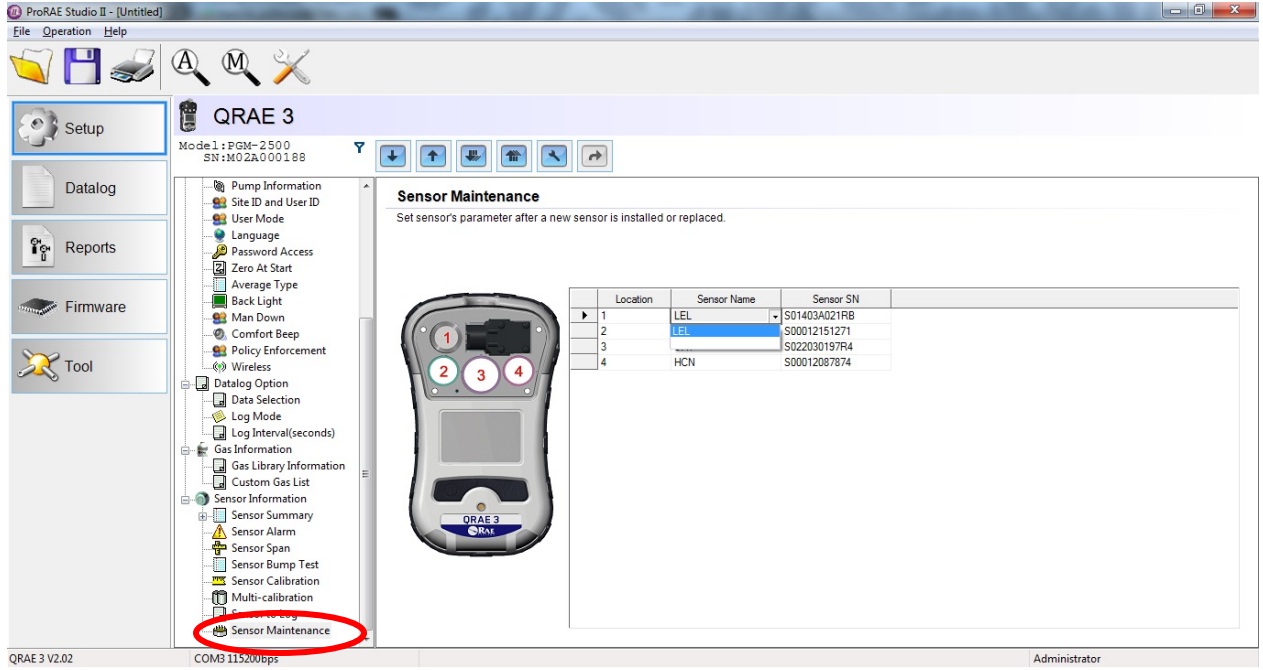 ProRAE Studio II - [Untitled]
File Operation Help
A M
Setup
Datalog
Reports
Firmware
Tool
QRAE 3
Model:PGM-2500
SN:M02A000188
Pump Information
Site ID and User ID
User Mode
Language
Password Access
Zero At Start
Average Type
Back Light
Man Down
Comfort Beep
Policy Enforcement
Wireless
Datalog Option
Data Selection
Log Mode
Log Interval(seconds)
Gas Information
Gas Library Information
Custom Gas List
Sensor Information
Sensor Summary
Sensor Alarm
Sensor Span
Sensor Bump Test
Sensor Calibration
Multi-calibration
Sensor Maintenance
Sensor Maintenance
Set sensor's parameter after a new sensor is installed or replaced.
1
2 3 4
QRAE 3
RAE
Location Sensor Name Sensor SN
1 LEL S01403A021RB
2 LEL S00012151271
3 S022030197R4
4 HCN S00012087874
QRAE 3 V2.02 COM3 115200bps Administrator